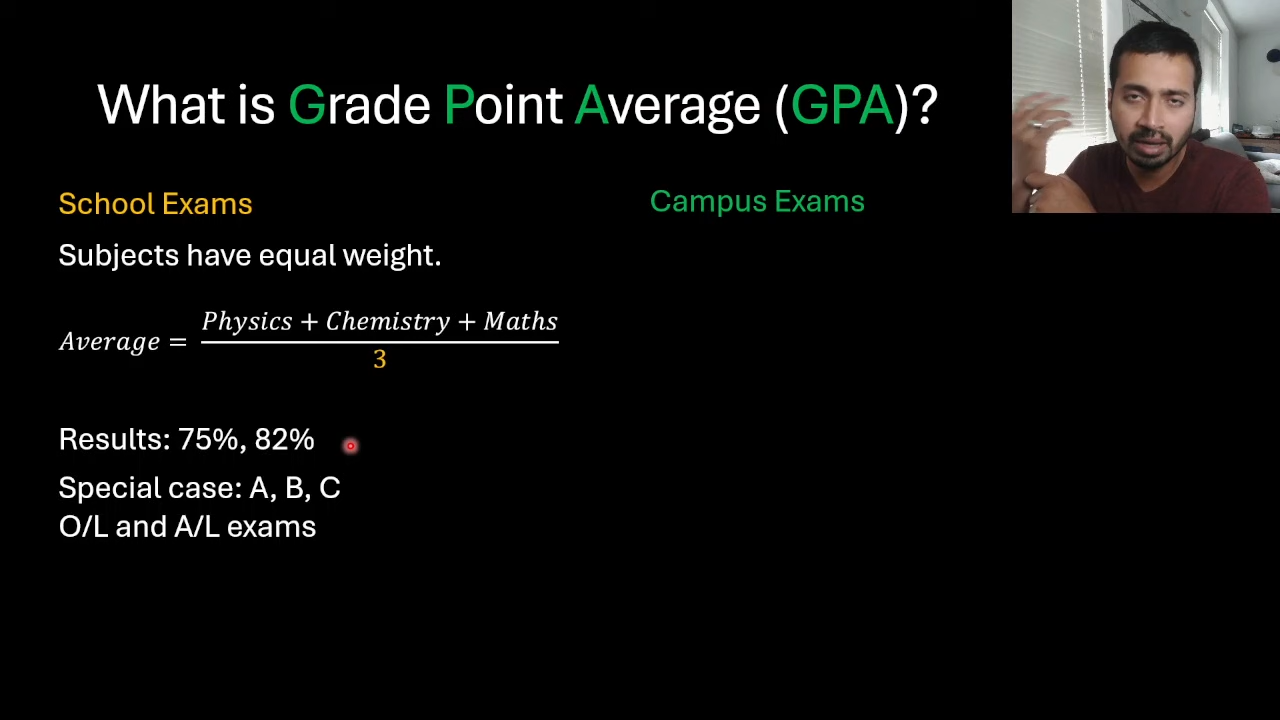 What is Grade Point Average (GPA)?
School Exams
Subjects have equal weight.
Average = Physics + Chemistry + Maths / 3
Results: 75%, 82%
Special case: A, B, C
O/L and A/L exams
Campus Exams